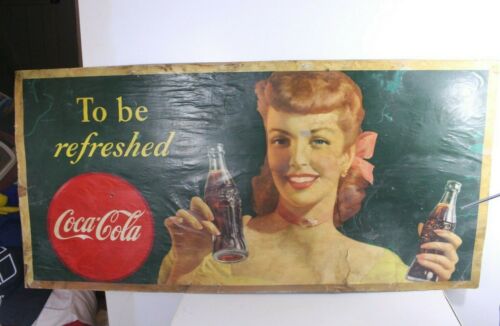 To be
refreshed
Coca-Cola